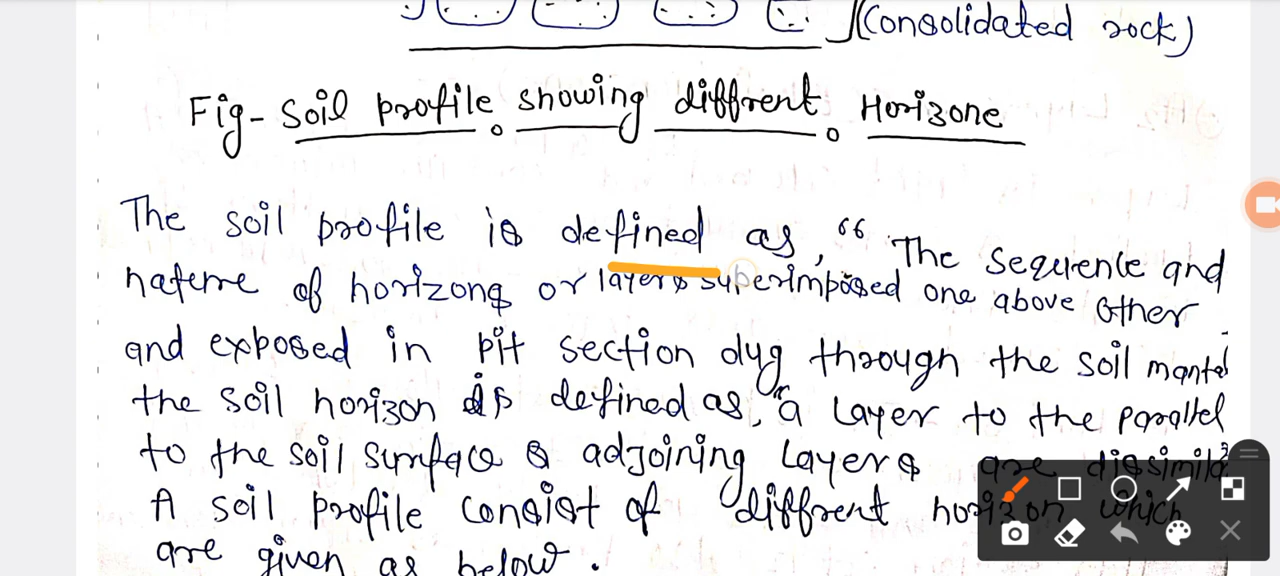 (Consolidated rock)
Fig- Soil profile showing diffrent Horizone
The soil profile is defined as, “ The sequence and
nature of horizons or layers superimposed one above other
and exposed in pit section dug through the soil mantel
the soil horizon is defined as, "a layer to the parallel
to the soil surface & adjoining layers are dissimilar
A soil profile consist of diffrent horizon which
are given as below.